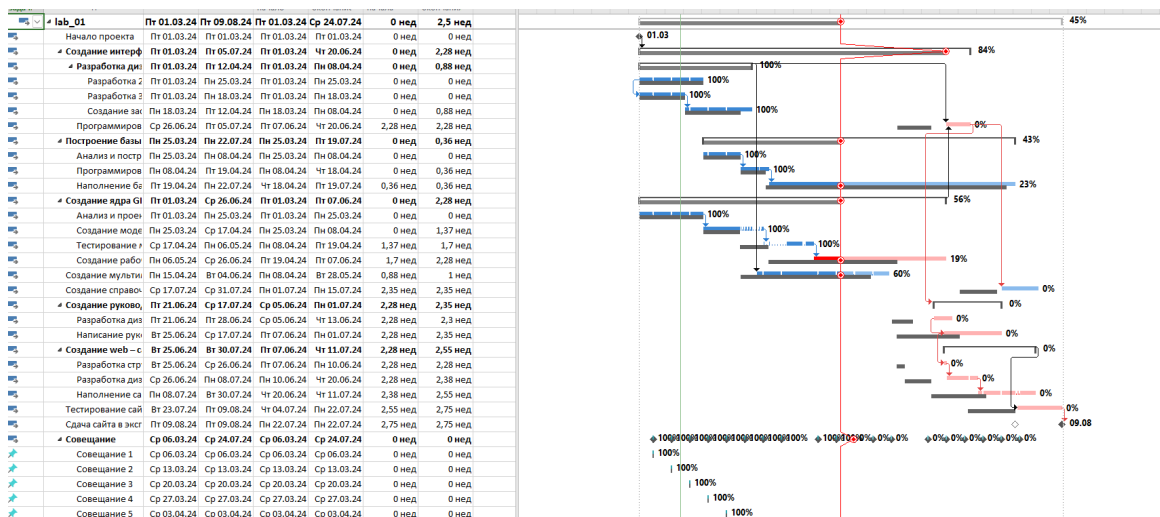 lab_01 Пт 01.03.24 Пт 09.08.24 Пт 01.03.24 Ср 24.07.24 0 нед 2,5 нед 45%
Начало проекта Пт 01.03.24 Пт 01.03.24 Пт 01.03.24 Пт 01.03.24 0 нед 0 нед 01.03
Создание интерф Пт 01.03.24 Пт 05.07.24 Пт 01.03.24 Чт 20.06.24 0 нед 2,28 нед 84%
Разработка диз Пт 01.03.24 Пт 12.04.24 Пт 01.03.24 Пн 08.04.24 0 нед 0,88 нед 100%
Разработка 2 Пт 01.03.24 Пн 25.03.24 Пт 01.03.24 Пн 25.03.24 0 нед 0 нед 100%
Разработка 3 Пт 01.03.24 Пн 18.03.24 Пт 01.03.24 Пн 18.03.24 0 нед 0 нед 100%
Создание зас Пн 18.03.24 Пт 12.04.24 Пн 18.03.24 Пн 08.04.24 0 нед 0,88 нед 100%
Программиров Ср 26.06.24 Пт 05.07.24 Пт 07.06.24 Чт 20.06.24 2,28 нед 2,28 нед 0%
Построение базы Пн 25.03.24 Пн 22.07.24 Пн 25.03.24 Пт 19.07.24 0 нед 0,36 нед 43%
Анализ и постр Пн 25.03.24 Пн 08.04.24 Пн 25.03.24 Пн 08.04.24 0 нед 0 нед 100%
Программиров Пн 08.04.24 Пт 19.04.24 Пн 08.04.24 Чт 18.04.24 0 нед 0,36 нед 100%
Наполнение ба Пт 19.04.24 Пн 22.07.24 Чт 18.04.24 Пт 19.07.24 0,36 нед 0,36 нед 23%
Создание ядра GI Пт 01.03.24 Ср 26.06.24 Пт 01.03.24 Пт 07.06.24 0 нед 2,28 нед 56%
Анализ и проек Пт 01.03.24 Пн 25.03.24 Пт 01.03.24 Пн 25.03.24 0 нед 0 нед 100%
Создание моде Пн 25.03.24 Ср 17.04.24 Пн 25.03.24 Пн 08.04.24 0 нед 1,37 нед 100%
Тестирование Ср 17.04.24 Пн 06.05.24 Пн 08.04.24 Пт 19.04.24 1,37 нед 1,7 нед 100%
Создание рабо Пн 06.05.24 Ср 26.06.24 Пт 19.04.24 Пт 07.06.24 1,7 нед 2,28 нед 19%
Создание мульти Пн 15.04.24 Вт 04.06.24 Пн 08.04.24 Вт 28.05.24 0,88 нед 1 нед 60%
Создание справоч Ср 17.07.24 Ср 31.07.24 Пн 01.07.24 Пн 15.07.24 2,35 нед 2,35 нед 0%
Создание руково Пт 21.06.24 Ср 17.07.24 Ср 05.06.24 Пн 01.07.24 2,28 нед 2,35 нед 0%
Разработка диз Пт 21.06.24 Пт 28.06.24 Ср 05.06.24 Чт 13.06.24 2,28 нед 2,3 нед 0%
Написание рук Вт 25.06.24 Ср 17.07.24 Пт 07.06.24 Пн 01.07.24 2,28 нед 2,35 нед 0%
Создание web – с Вт 25.06.24 Вт 30.07.24 Пт 07.06.24 Чт 11.07.24 2,28 нед 2,55 нед 0%
Разработка стр Вт 25.06.24 Ср 26.06.24 Пт 07.06.24 Пн 10.06.24 2,28 нед 2,28 нед 0%
Разработка диз Ср 26.06.24 Пн 08.07.24 Пн 10.06.24 Чт 20.06.24 2,28 нед 2,38 нед 0%
Наполнение са Пн 08.07.24 Вт 30.07.24 Чт 20.06.24 Чт 11.07.24 2,38 нед 2,55 нед 0%
Тестирование сай Вт 23.07.24 Пт 09.08.24 Чт 04.07.24 Пн 22.07.24 2,55 нед 2,75 нед 0%
Сдача сайта в эксг Пт 09.08.24 Пт 09.08.24 Пн 22.07.24 Пн 22.07.24 2,75 нед 2,75 нед 09.08
Совещание Ср 06.03.24 Ср 24.07.24 Ср 06.03.24 Ср 24.07.24 0 нед 0 нед 100% 100% 100% 100% 100% 100% 100% 100% 100% 100% 0% 0% 0% 0% 0% 0% 0% 0%
Совещание 1 Ср 06.03.24 Ср 06.03.24 Ср 06.03.24 Ср 06.03.24 0 нед 0 нед 100%
Совещание 2 Ср 13.03.24 Ср 13.03.24 Ср 13.03.24 Ср 13.03.24 0 нед 0 нед 100%
Совещание 3 Ср 20.03.24 Ср 20.03.24 Ср 20.03.24 Ср 20.03.24 0 нед 0 нед 100%
Совещание 4 Ср 27.03.24 Ср 27.03.24 Ср 27.03.24 Ср 27.03.24 0 нед 0 нед 100%
Совещание 5 Ср 03.04.24 Ср 03.04.24 Ср 03.04.24 Ср 03.04.24 0 нед 0 нед 100%